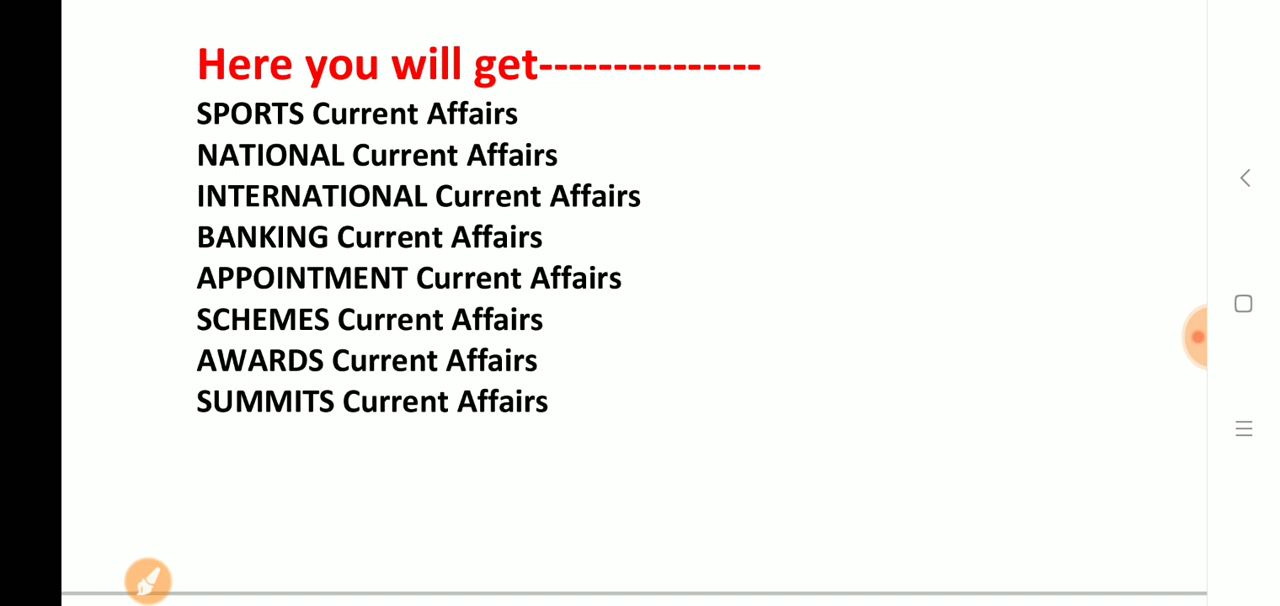 Here you will get---------------
SPORTS Current Affairs
NATIONAL Current Affairs
INTERNATIONAL Current Affairs
BANKING Current Affairs
APPOINTMENT Current Affairs
SCHEMES Current Affairs
AWARDS Current Affairs
SUMMITS Current Affairs